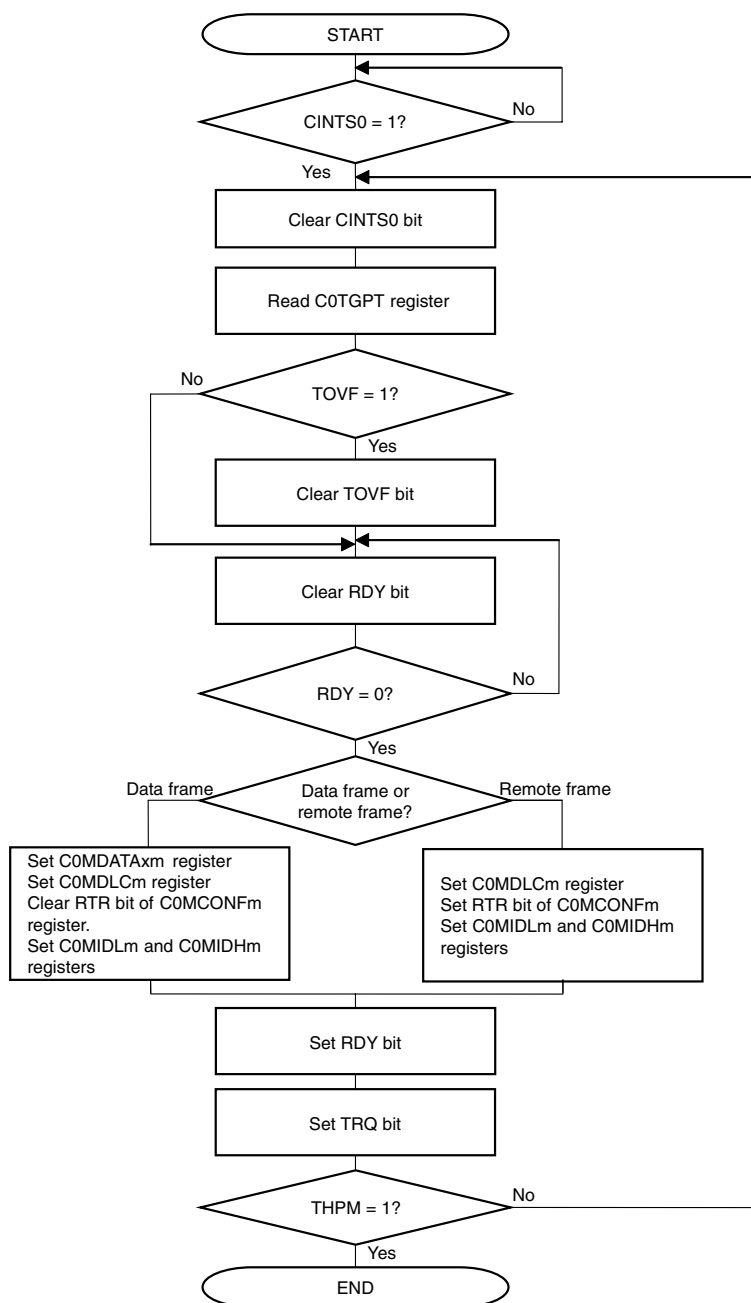 START
CINTS0 = 1?
No
Yes
Clear CINTS0 bit
Read C0TGPT register
No
TOVF = 1?
Yes
Clear TOVF bit
Clear RDY bit
RDY = 0?
No
Yes
Data frame
Data frame or
remote frame?
Remote frame
Set C0MDATAxm register
Set C0MDLCm register
Clear RTR bit of C0MCONFm
register.
Set C0MIDLm and C0MIDHm
registers
Set C0MDLCm register
Set RTR bit of C0MCONFm
Set C0MIDLm and C0MIDHm
registers
Set RDY bit
Set TRQ bit
THPM = 1?
No
Yes
END